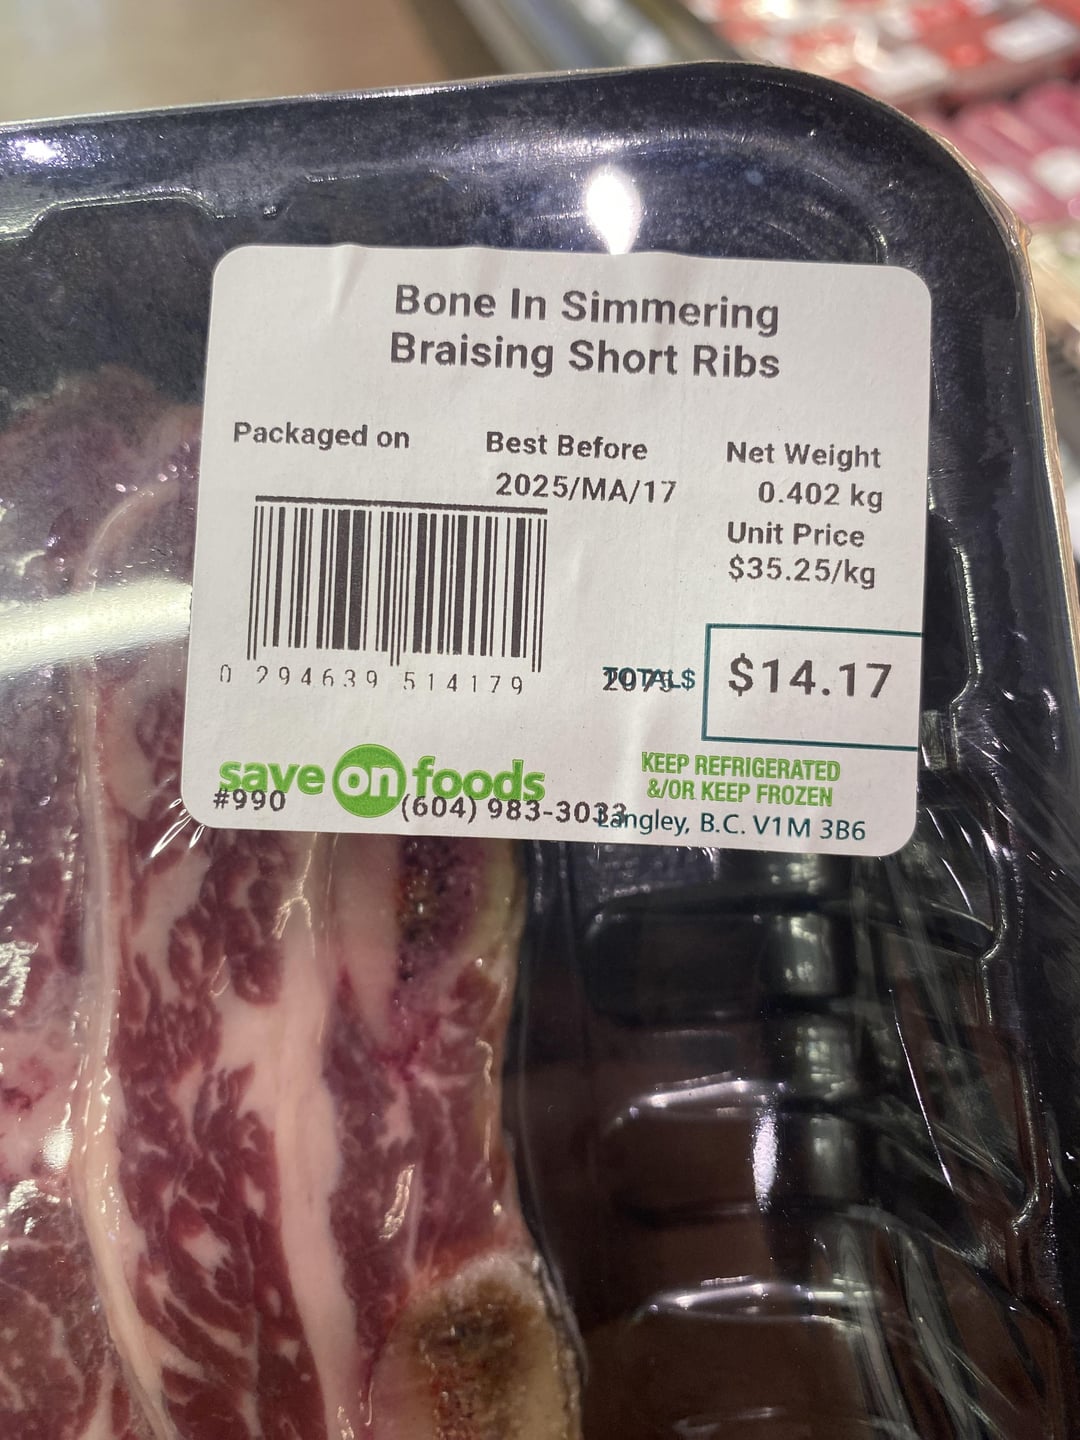 Bone In Simmering
Braising Short Ribs
Packaged on
Best Before
2025/MA/17
Net Weight
0.402 kg
Unit Price
$35.25/kg
0 294639 514179
TOTAL$
$14.17
save on foods
#990
(604) 983-3033
KEEP REFRIGERATED
&/OR KEEP FROZEN
Langley, B.C. V1M 3B6